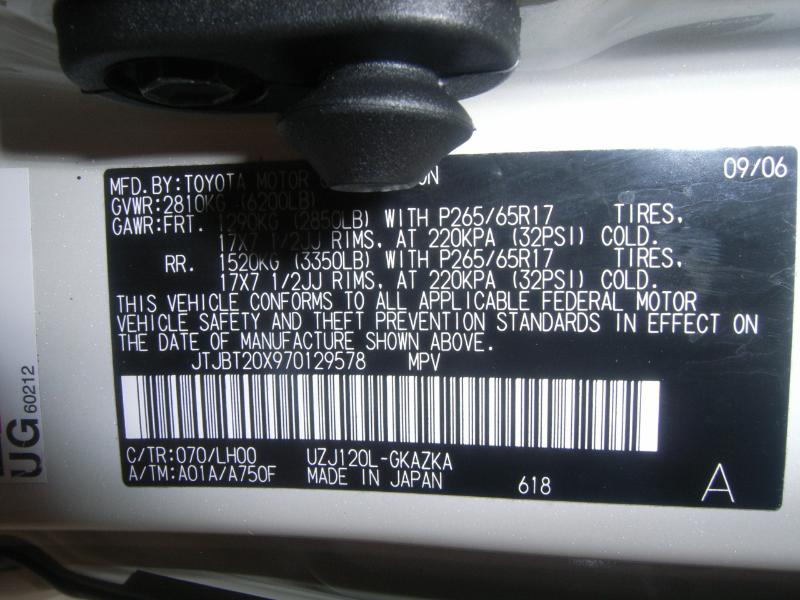 09/06
MFD.BY:TOYOTA MOTOR
GVWR:2810KG (6200LB)
GAWR:FRT. 1290KG (2850LB) WITH P265/65R17 TIRES,
17X7 1/2JJ RIMS, AT 220KPA (32PSI) COLD.
RR. 1520KG (3350LB) WITH P265/65R17 TIRES,
17X7 1/2JJ RIMS, AT 220KPA (32PSI) COLD.
THIS VEHICLE CONFORMS TO ALL APPLICABLE FEDERAL MOTOR
VEHICLE SAFETY AND THEFT PREVENTION STANDARDS IN EFFECT ON
THE DATE OF MANUFACTURE SHOWN ABOVE.
JTJBT20X970129578 MPV
C/TR:070/LH00 UZJ120L-GKAZKA
A/TM:A01A/A750F MADE IN JAPAN 618 A
UG 60212